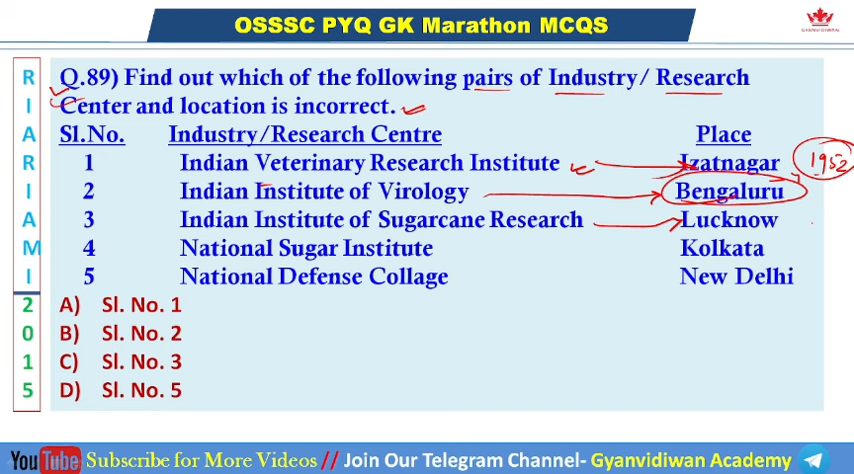 OSSSC PYQ GK Marathon MCQS
GYANVIDIWAN
RIARIAMI2015
Q.89) Find out which of the following pairs of Industry/ Research
Center and location is incorrect.
Sl.No. Industry/Research Centre Place
1 Indian Veterinary Research Institute Izatnagar
1952
2 Indian Institute of Virology Bengaluru
3 Indian Institute of Sugarcane Research Lucknow
4 National Sugar Institute Kolkata
5 National Defense Collage New Delhi
A) Sl. No. 1
B) Sl. No. 2
C) Sl. No. 3
D) Sl. No. 5
YouTube Subscribe for More Videos // Join Our Telegram Channel- Gyanvidiwan Academy